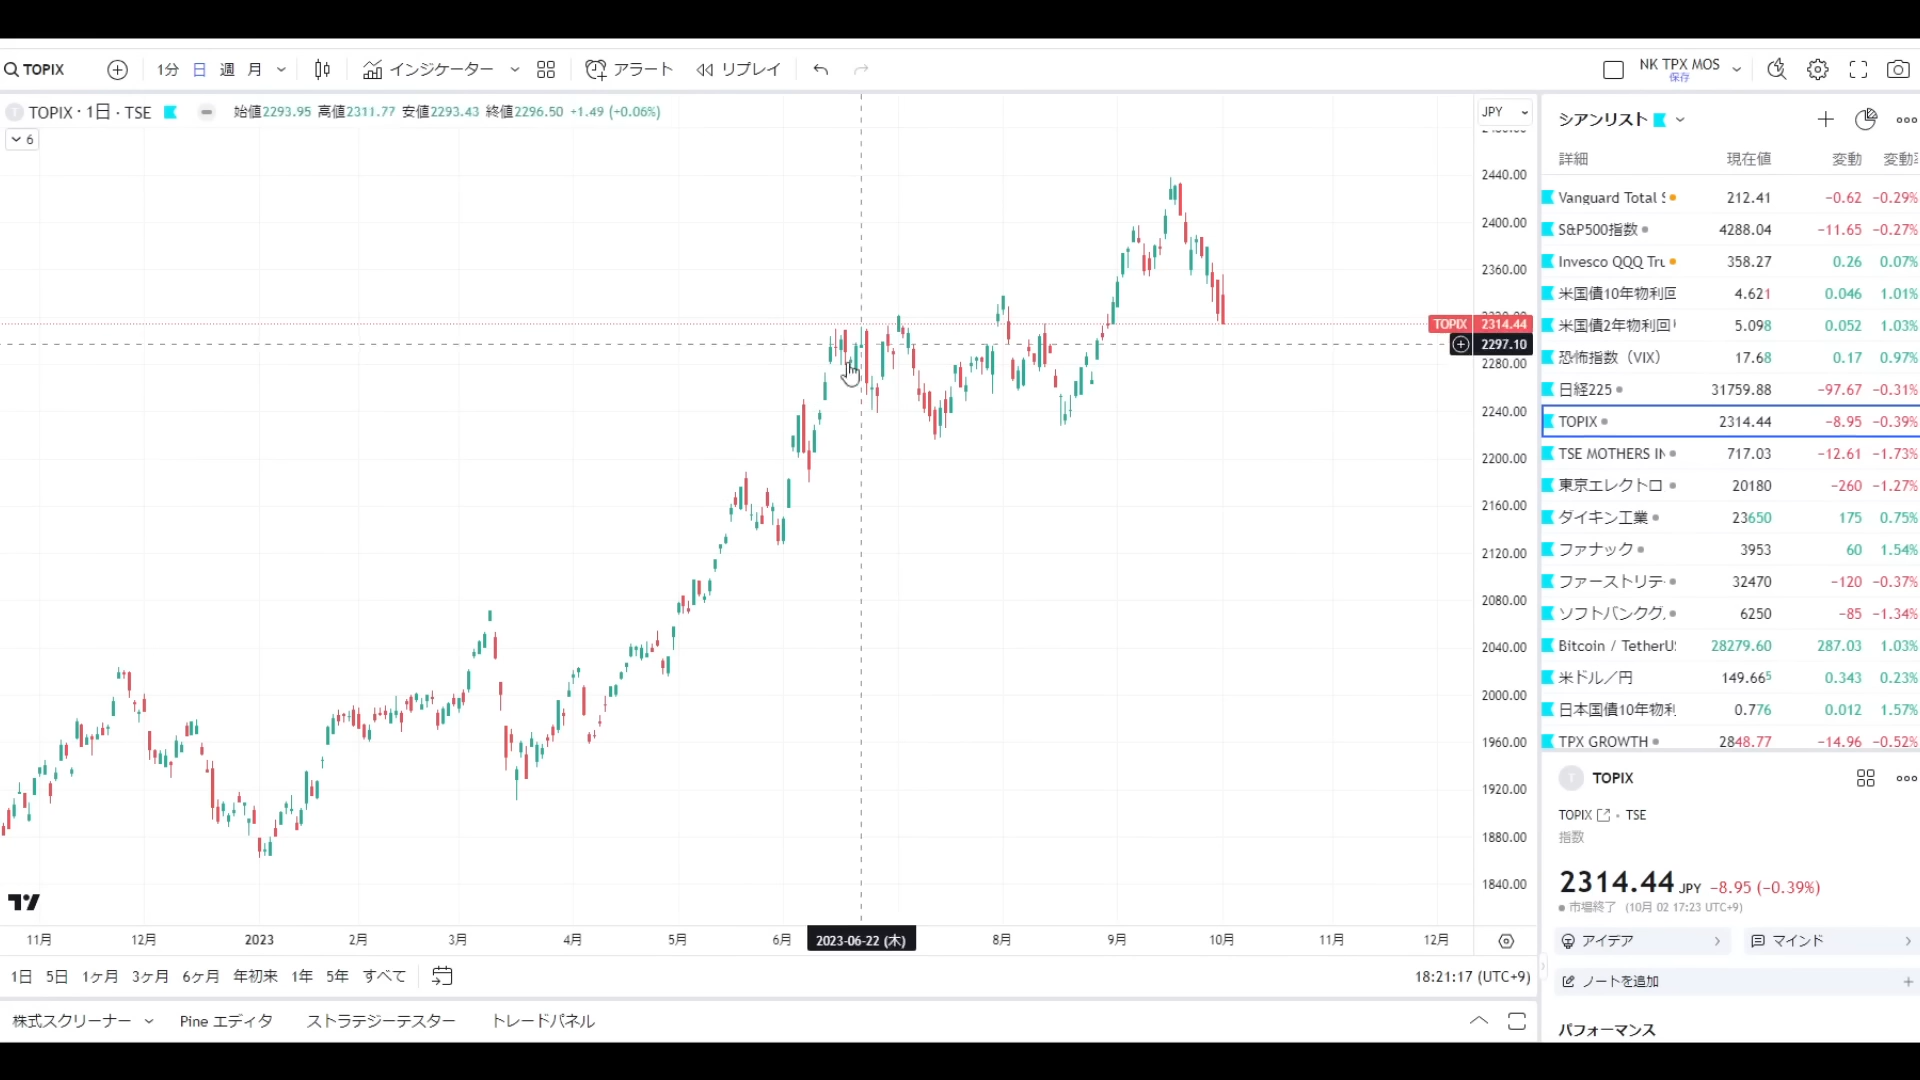 TOPIX 1分 日 週 月 インジケーター アラート リプレイ NK TPX MOS
保存
TOPIX · 1日 · TSE 始値2293.95 高値2311.77 安値2293.43 終値2296.50 +1.49 (+0.06%)
6
JPY
2440.00
2400.00
2360.00
TOPIX 2314.44
2297.10
2280.00
2240.00
2200.00
2160.00
2120.00
2080.00
2040.00
2000.00
1960.00
1920.00
1880.00
1840.00
11月 12月 2023 2月 3月 4月 5月 6月 2023-06-22 (木) 8月 9月 10月 11月 12月
1日 5日 1ヶ月 3ヶ月 6ヶ月 年初来 1年 5年 すべて 18:21:17 (UTC+9)
株式スクリーナー Pine エディタ ストラテジーテスター トレードパネル
シアンリスト
詳細 現在値 変動 変動
Vanguard Total 212.41 −0.62 −0.29%
S&P500指数 4288.04 −11.65 −0.27%
Invesco QQQ Tru 358.27 0.26 0.07%
米国債10年物利回 4.621 0.046 1.01%
米国債2年物利回り 5.098 0.052 1.03%
恐怖指数（VIX） 17.68 0.17 0.97%
日経225 31759.88 −97.67 −0.31%
TOPIX 2314.44 −8.95 −0.39%
TSE MOTHERS IN 717.03 −12.61 −1.73%
東京エレクトロ 20180 −260 −1.27%
ダイキン工業 23650 175 0.75%
ファナック 3953 60 1.54%
ファーストリテ 32470 −120 −0.37%
ソフトバンクグ 6250 −85 −1.34%
Bitcoin / TetherUS 28279.60 287.03 1.03%
米ドル／円 149.665 0.343 0.23%
日本国債10年物利 0.776 0.012 1.57%
TPX GROWTH 2848.77 −14.96 −0.52%
T TOPIX
TOPIX · TSE
指数
2314.44 JPY −8.95 (−0.39%)
市場終了 (10月 02 17:23 UTC+9)
アイデア マインド
ノートを追加
パフォーマンス